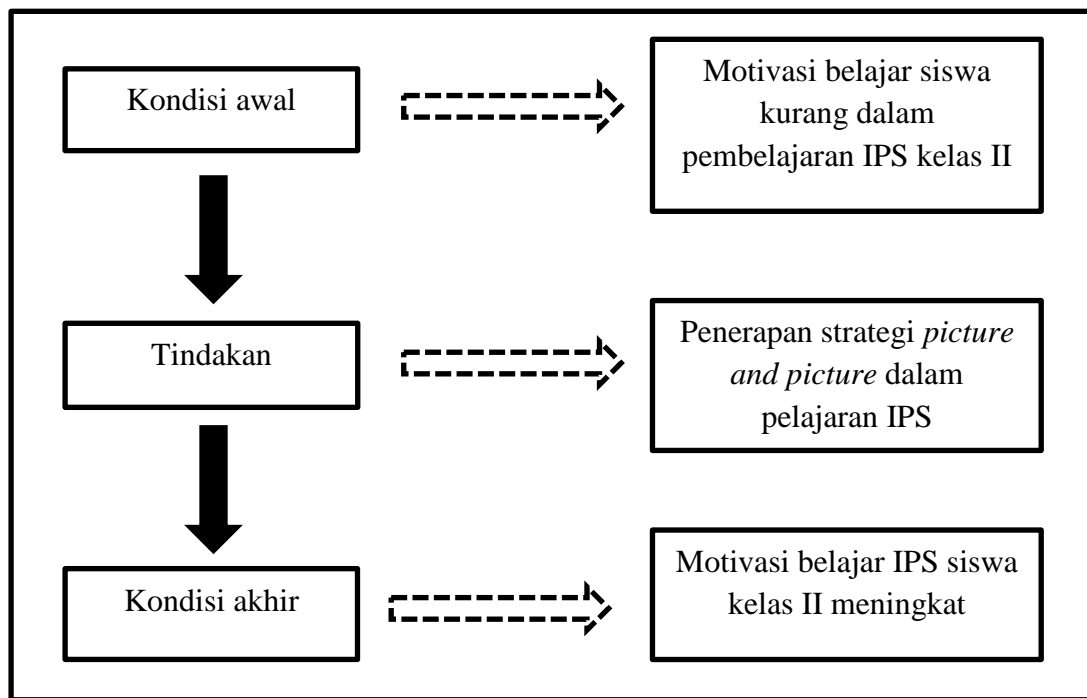 Kondisi awal
Motivasi belajar siswa
kurang dalam
pembelajaran IPS kelas II
Tindakan
Penerapan strategi picture
and picture dalam
pelajaran IPS
Kondisi akhir
Motivasi belajar IPS siswa
kelas II meningkat